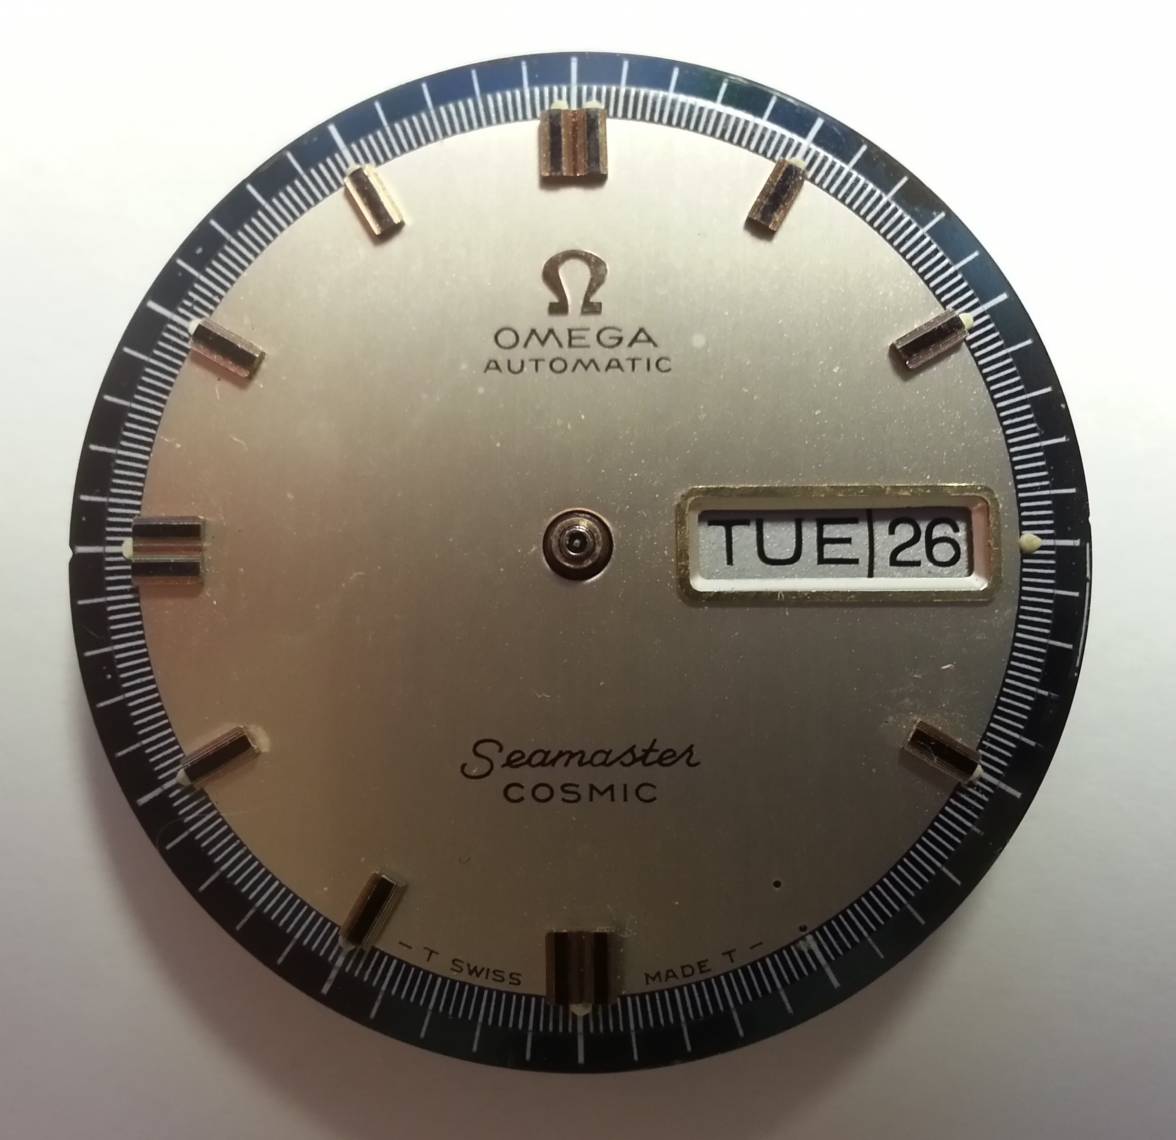 Ω
OMEGA
AUTOMATIC
TUE 26
Seamaster
COSMIC
- T SWISS MADE T -